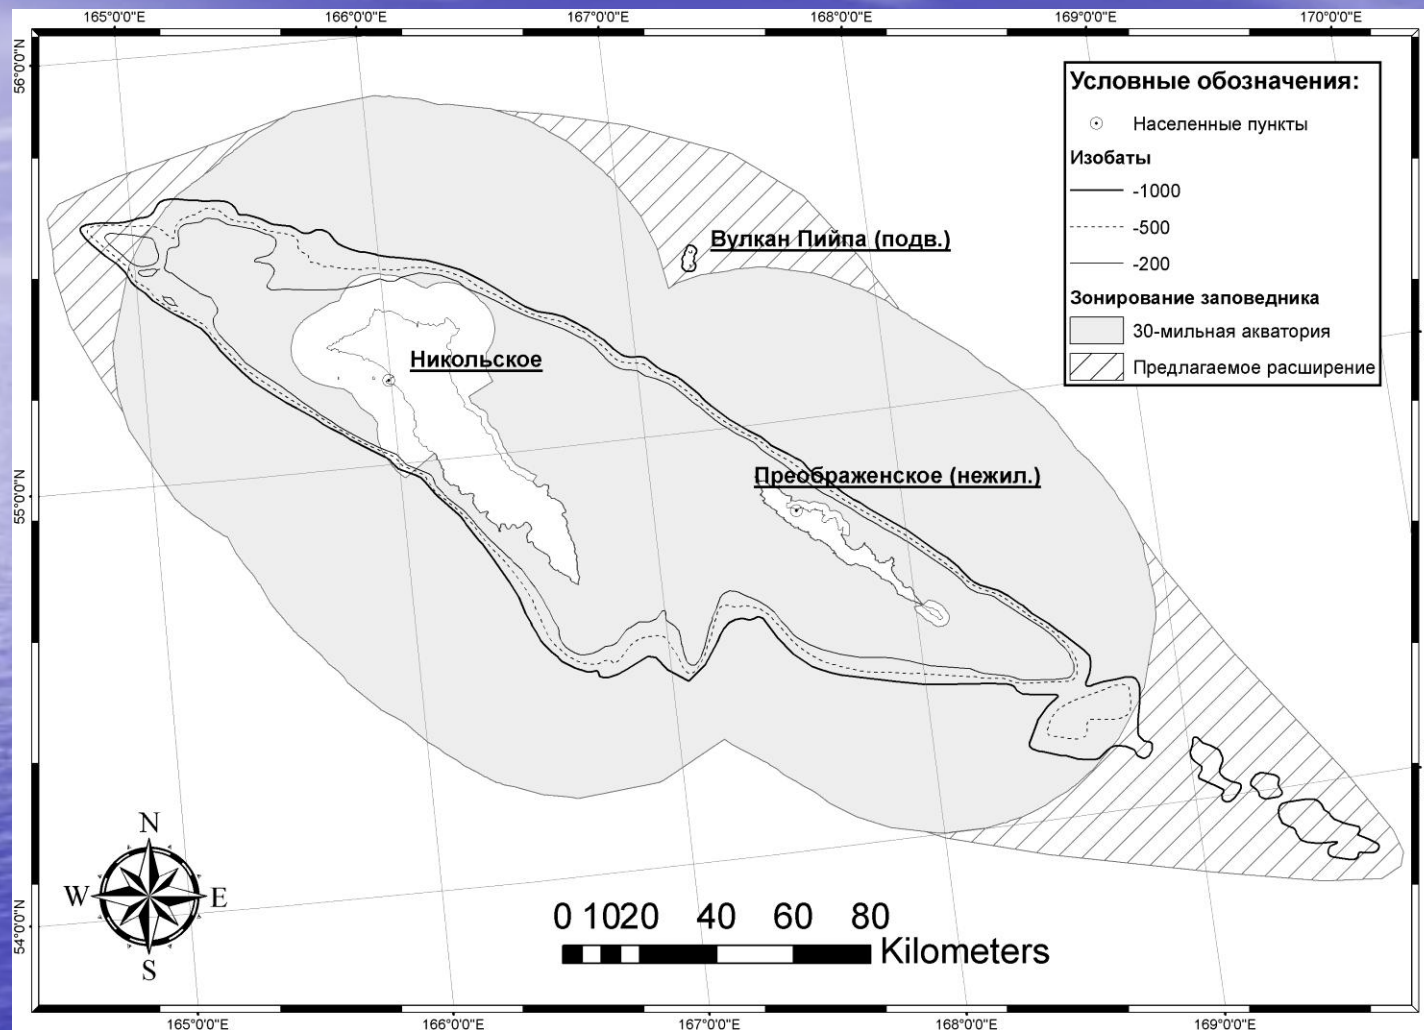 165°0'0"E 166°0'0"E 167°0'0"E 168°0'0"E 169°0'0"E 170°0'0"E
56°0'0"N
Условные обозначения:
Населенные пункты
Изобаты
-1000
-500
-200
Зонирование заповедника
30-мильная акватория
Предлагаемое расширение
Вулкан Пийпа (подв.)
Никольское
Преображенское (нежил.)
55°0'0"N
N
W E
S
54°0'0"N
0 10 20 40 60 80
Kilometers
165°0'0"E 166°0'0"E 167°0'0"E 168°0'0"E 169°0'0"E